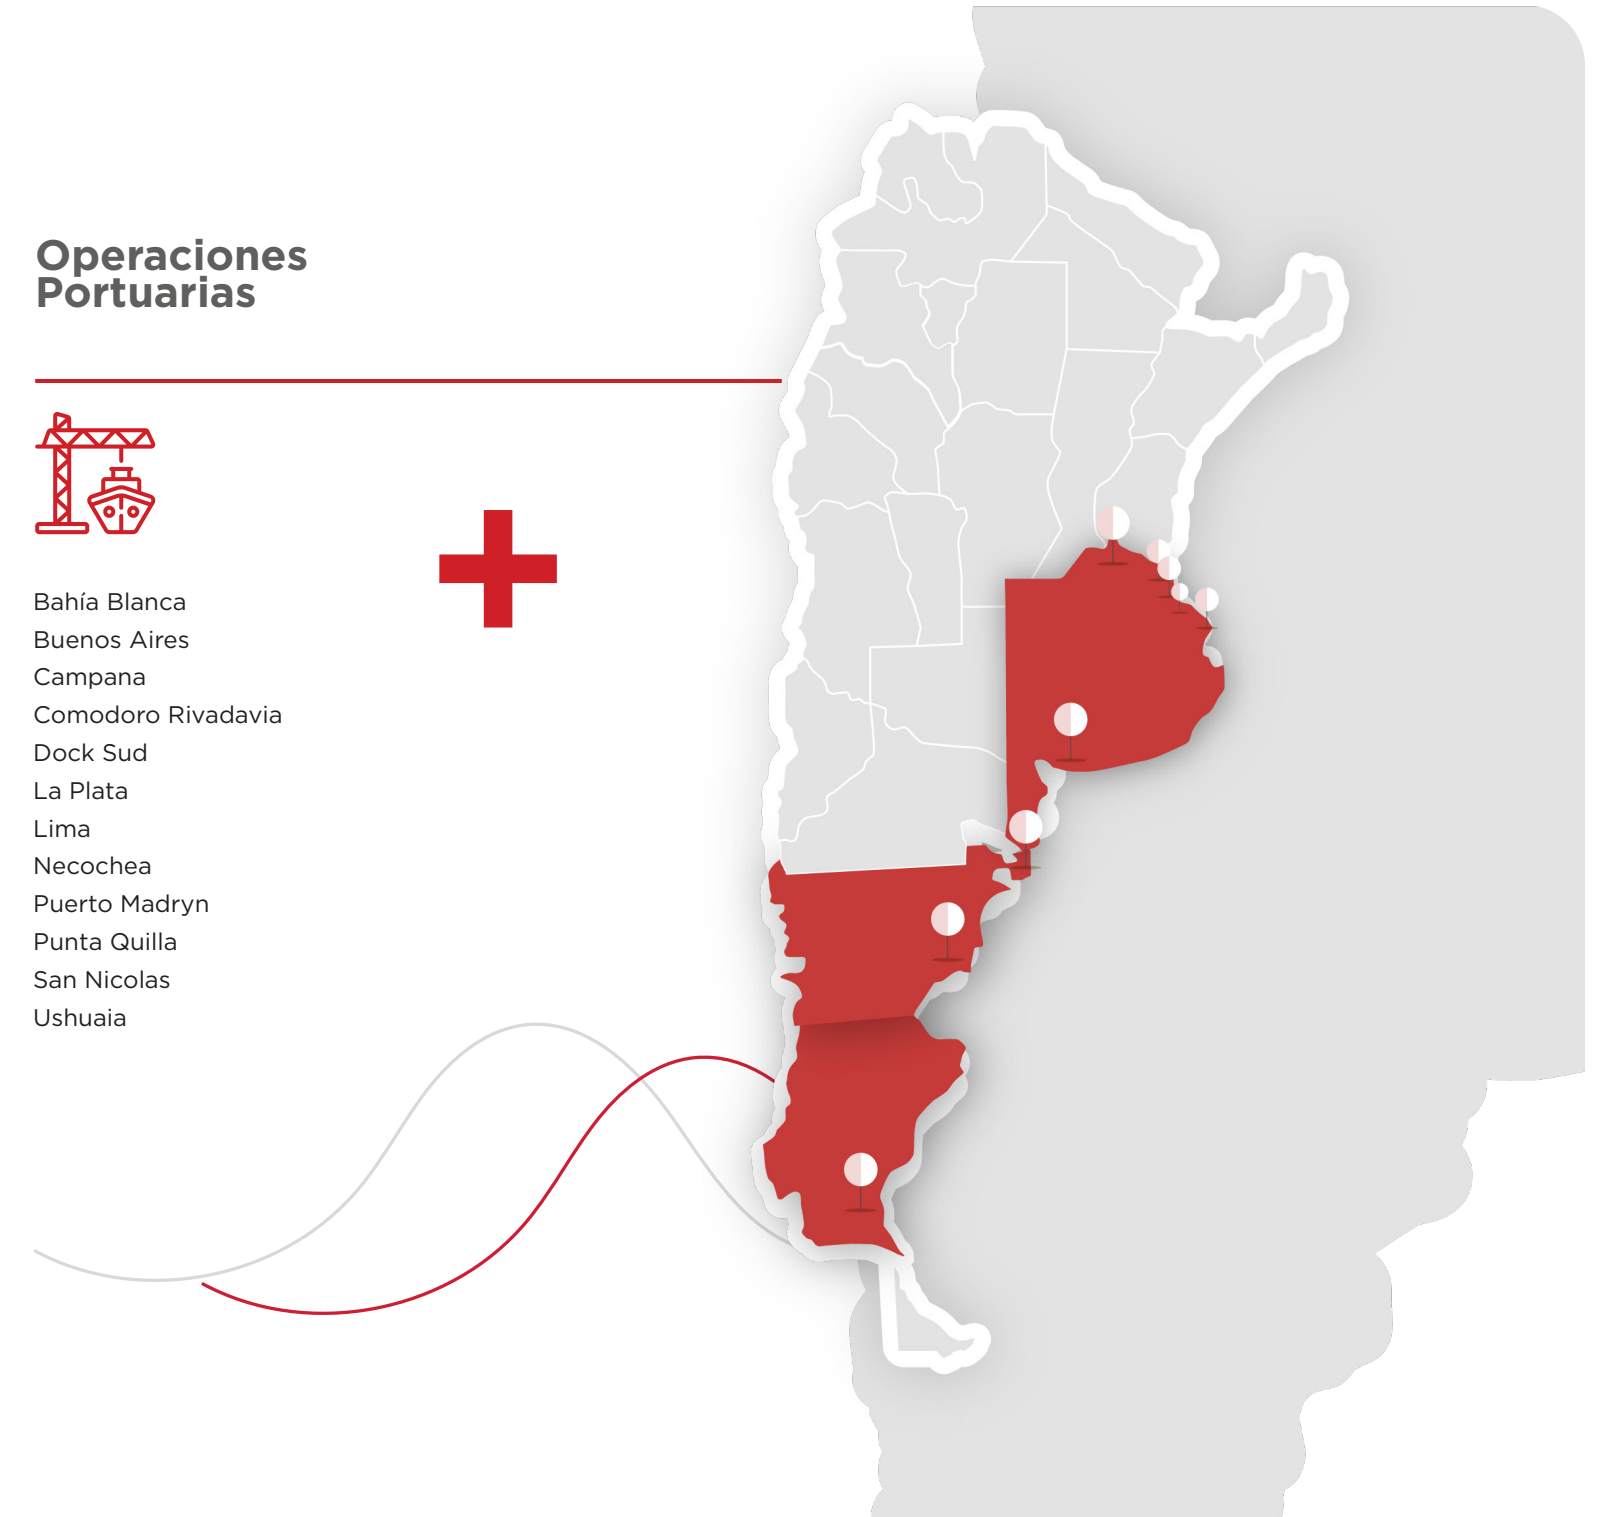 Operaciones
Portuarias
Bahía Blanca
Buenos Aires
Campana
Comodoro Rivadavia
Dock Sud
La Plata
Lima
Necochea
Puerto Madryn
Punta Quilla
San Nicolas
Ushuaia